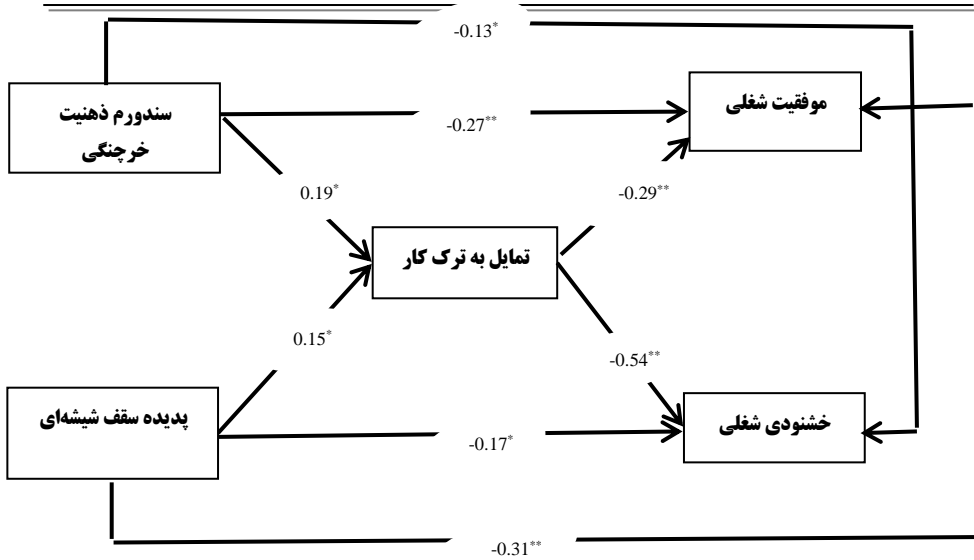 -0.13*
سندورم ذهنیت
خرچنگی
موفقیت شغلی
-0.27**
0.19*
-0.29**
تمایل به ترک کار
0.15*
-0.54**
پدیده سقف شیشه‌ای
خشنودی شغلی
-0.17*
-0.31**